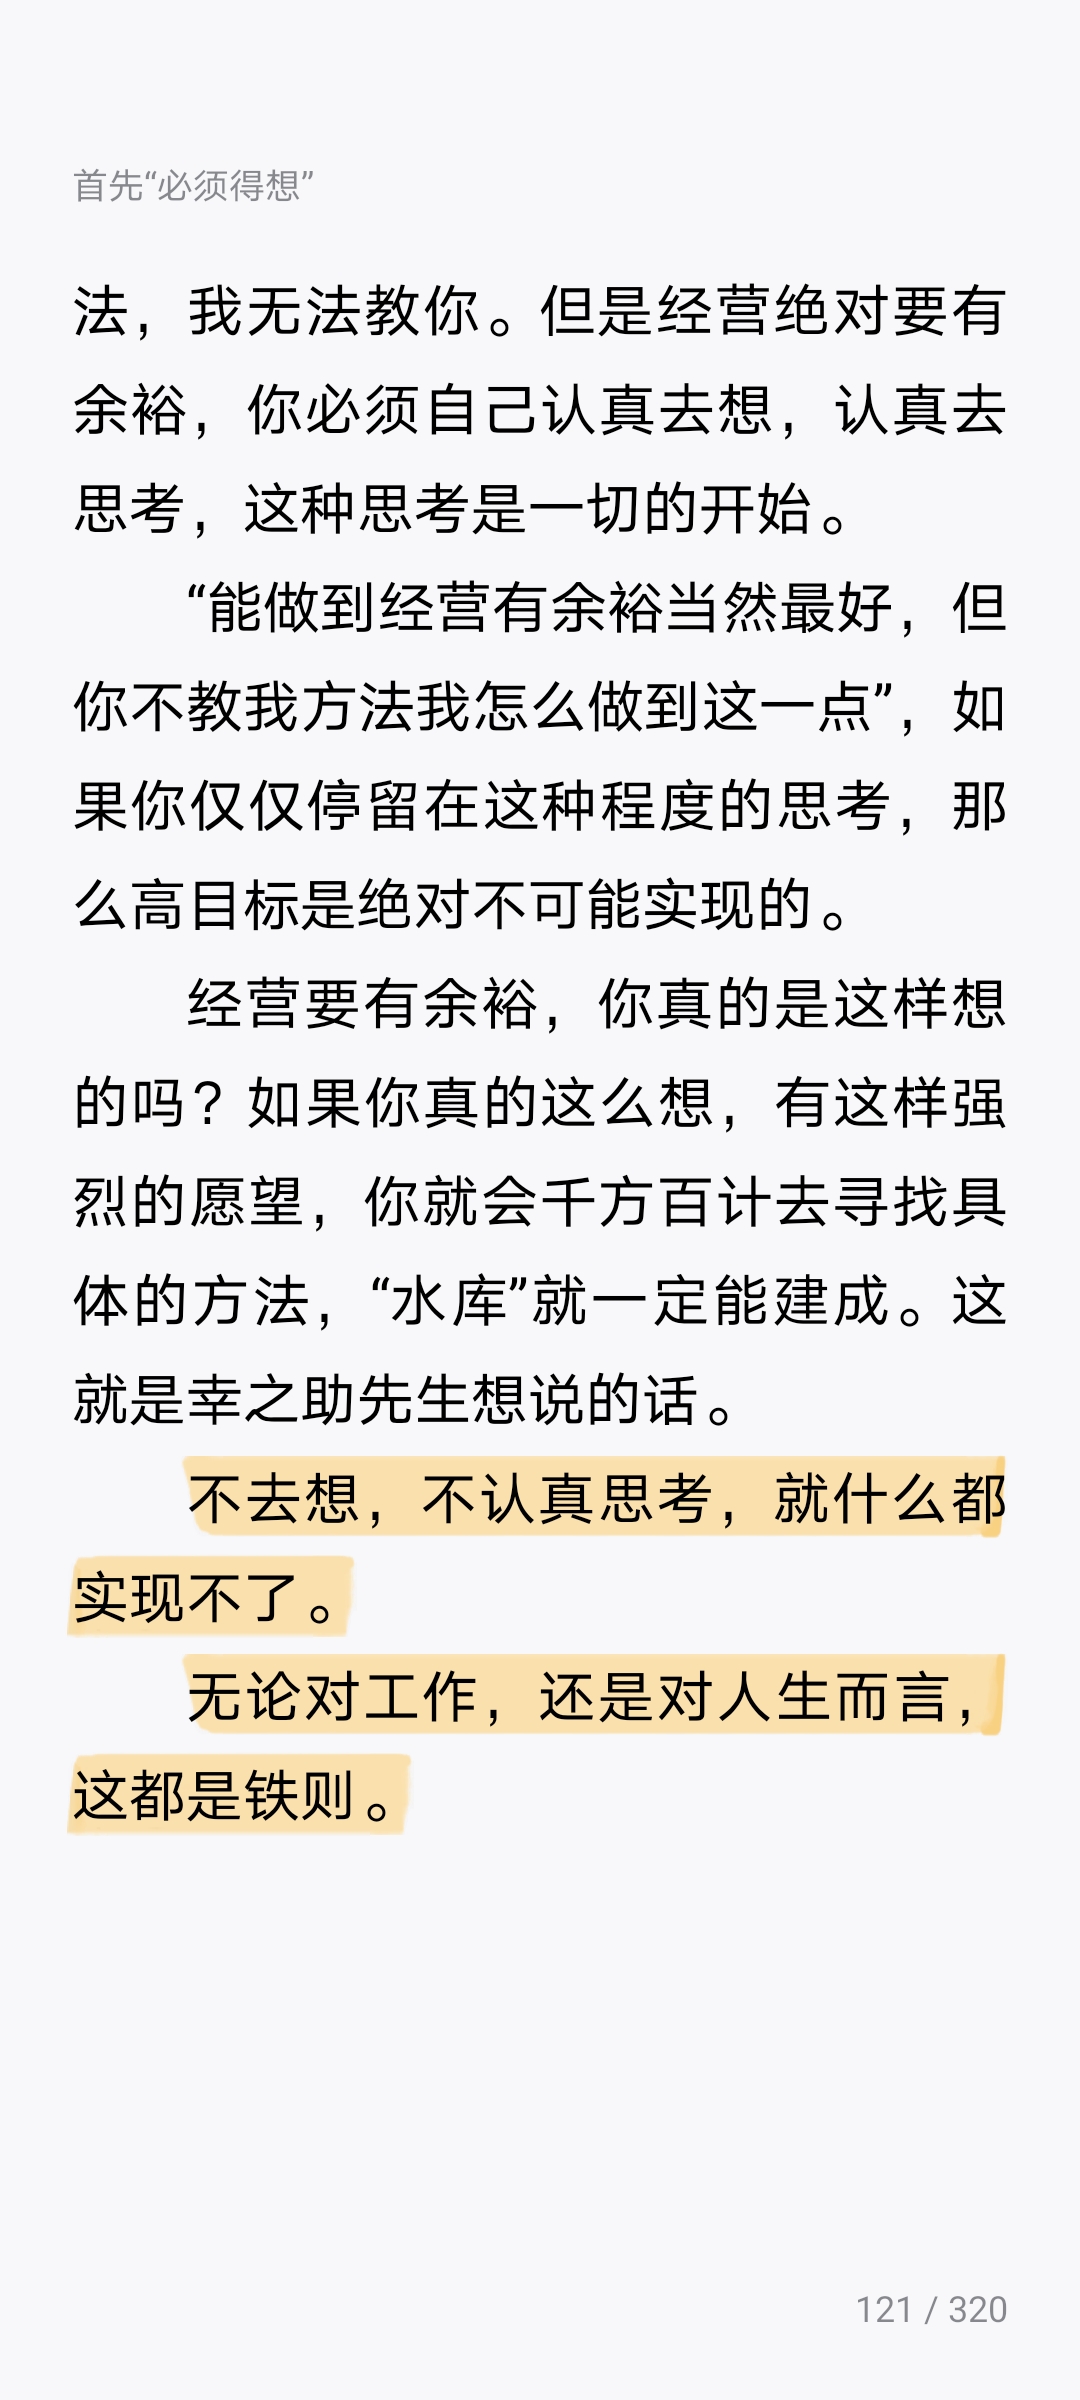 首先“必须得想”
法，我无法教你。但是经营绝对要有
余裕，你必须自己认真去想，认真去
思考，这种思考是一切的开始。
“能做到经营有余裕当然最好，但
你不教我方法我怎么做到这一点”，如
果你仅仅停留在这种程度的思考，那
么高目标是绝对不可能实现的。
经营要有余裕，你真的是这样想
的吗？如果你真的这么想，有这样强
烈的愿望，你就会千方百计去寻找具
体的方法，“水库”就一定能建成。这
就是幸之助先生想说的话。
不去想，不认真思考，就什么都
实现不了。
无论对工作，还是对人生而言，
这都是铁则。
121 / 320